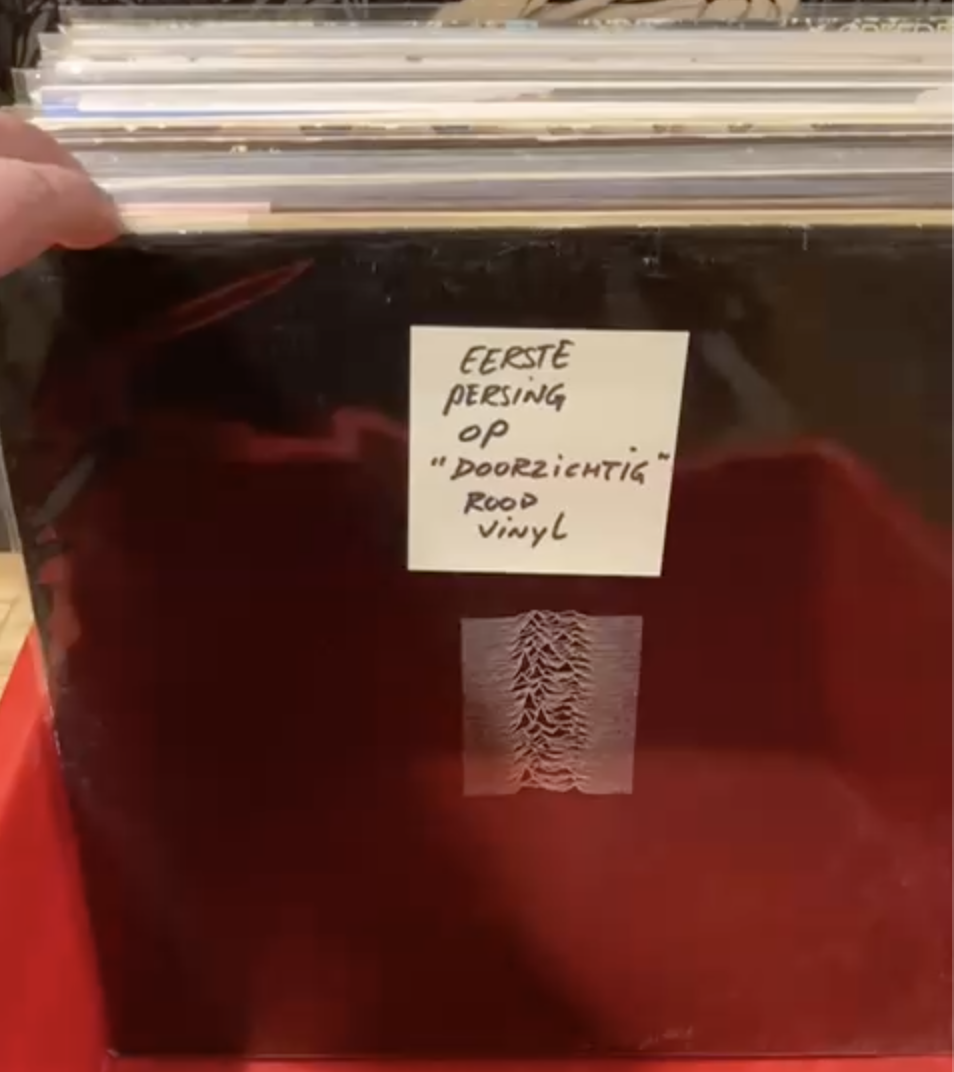 EERSTE
PERSING
OP
"DOORZICHTIG"
ROOD
VINYL